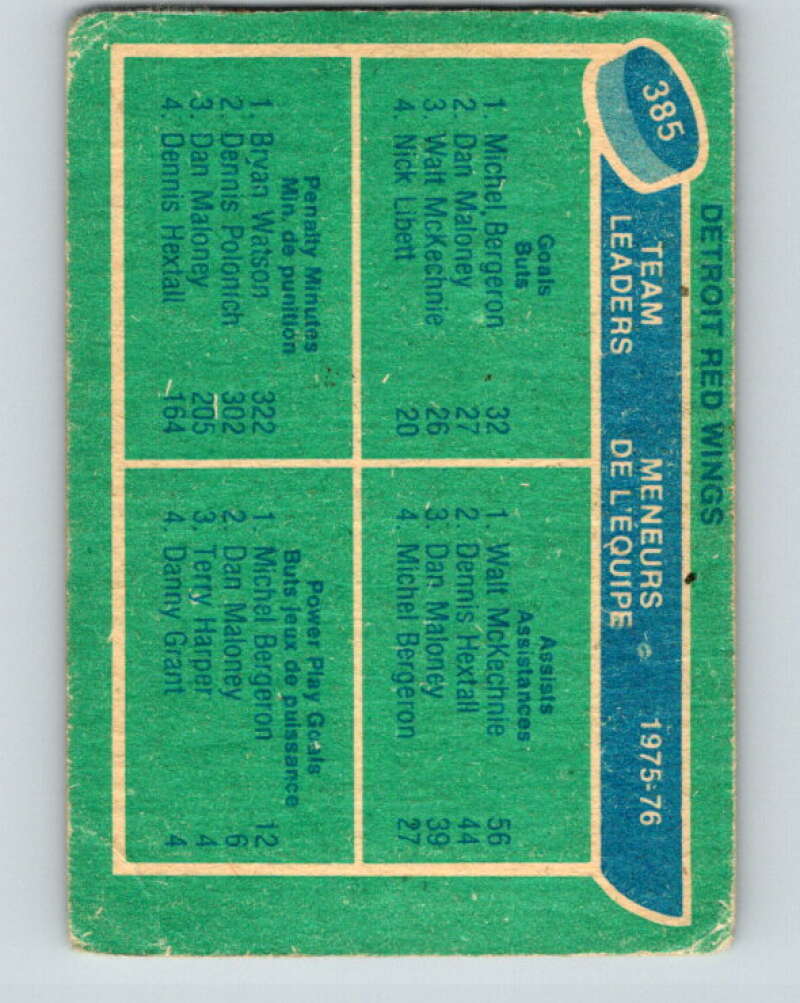 385
DETROIT RED WINGS
TEAM LEADERS
MENEURS DE L'ÉQUIPE
1975-76
Goals
Buts
1. Michel Bergeron 32
2. Dan Maloney 27
3. Walt McKechnie 26
4. Nick Libett 20
Assists
Assistances
1. Walt McKechnie 56
2. Dennis Hextall 44
3. Dan Maloney 39
4. Michel Bergeron 27
Penalty Minutes
Min. de punition
1. Bryan Watson 322
2. Dennis Polonich 302
3. Dan Maloney 205
4. Dennis Hextall 164
Power Play Goals
Buts jeux de puissance
1. Michel Bergeron 12
2. Dan Maloney 6
3. Terry Harper 4
4. Danny Grant 4